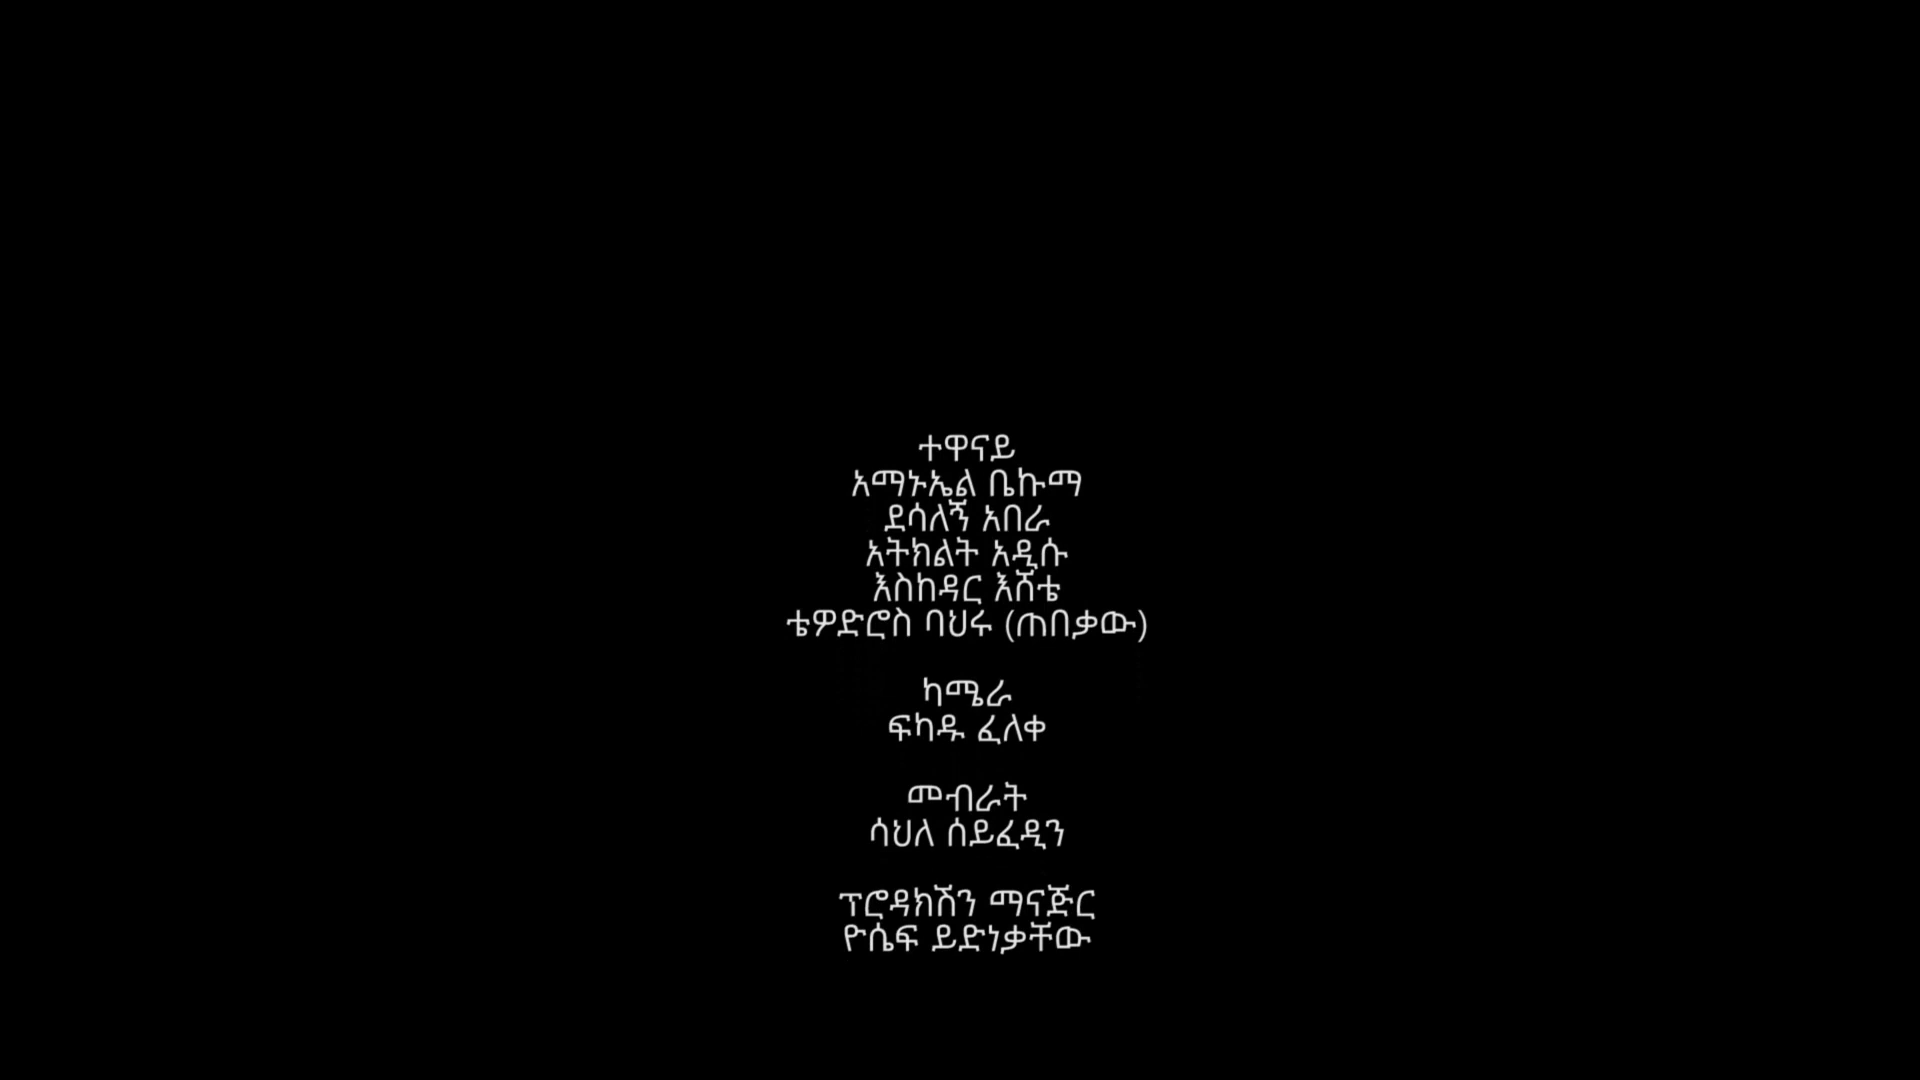 ተዋናይ
አማኑኤል ቤኩማ
ደሳለኝ አበራ
አትክልት አዲሱ
እስከዳር እሸቴ
ቴዎድሮስ ባህሩ (ጠበቃው)
ካሜራ
ፍካዱ ፈለቀ
መብራት
ሳህለ ሰይፈዲን
ፕሮዳክሽን ማናጅር
ዮሴፍ ይድነቃቸው